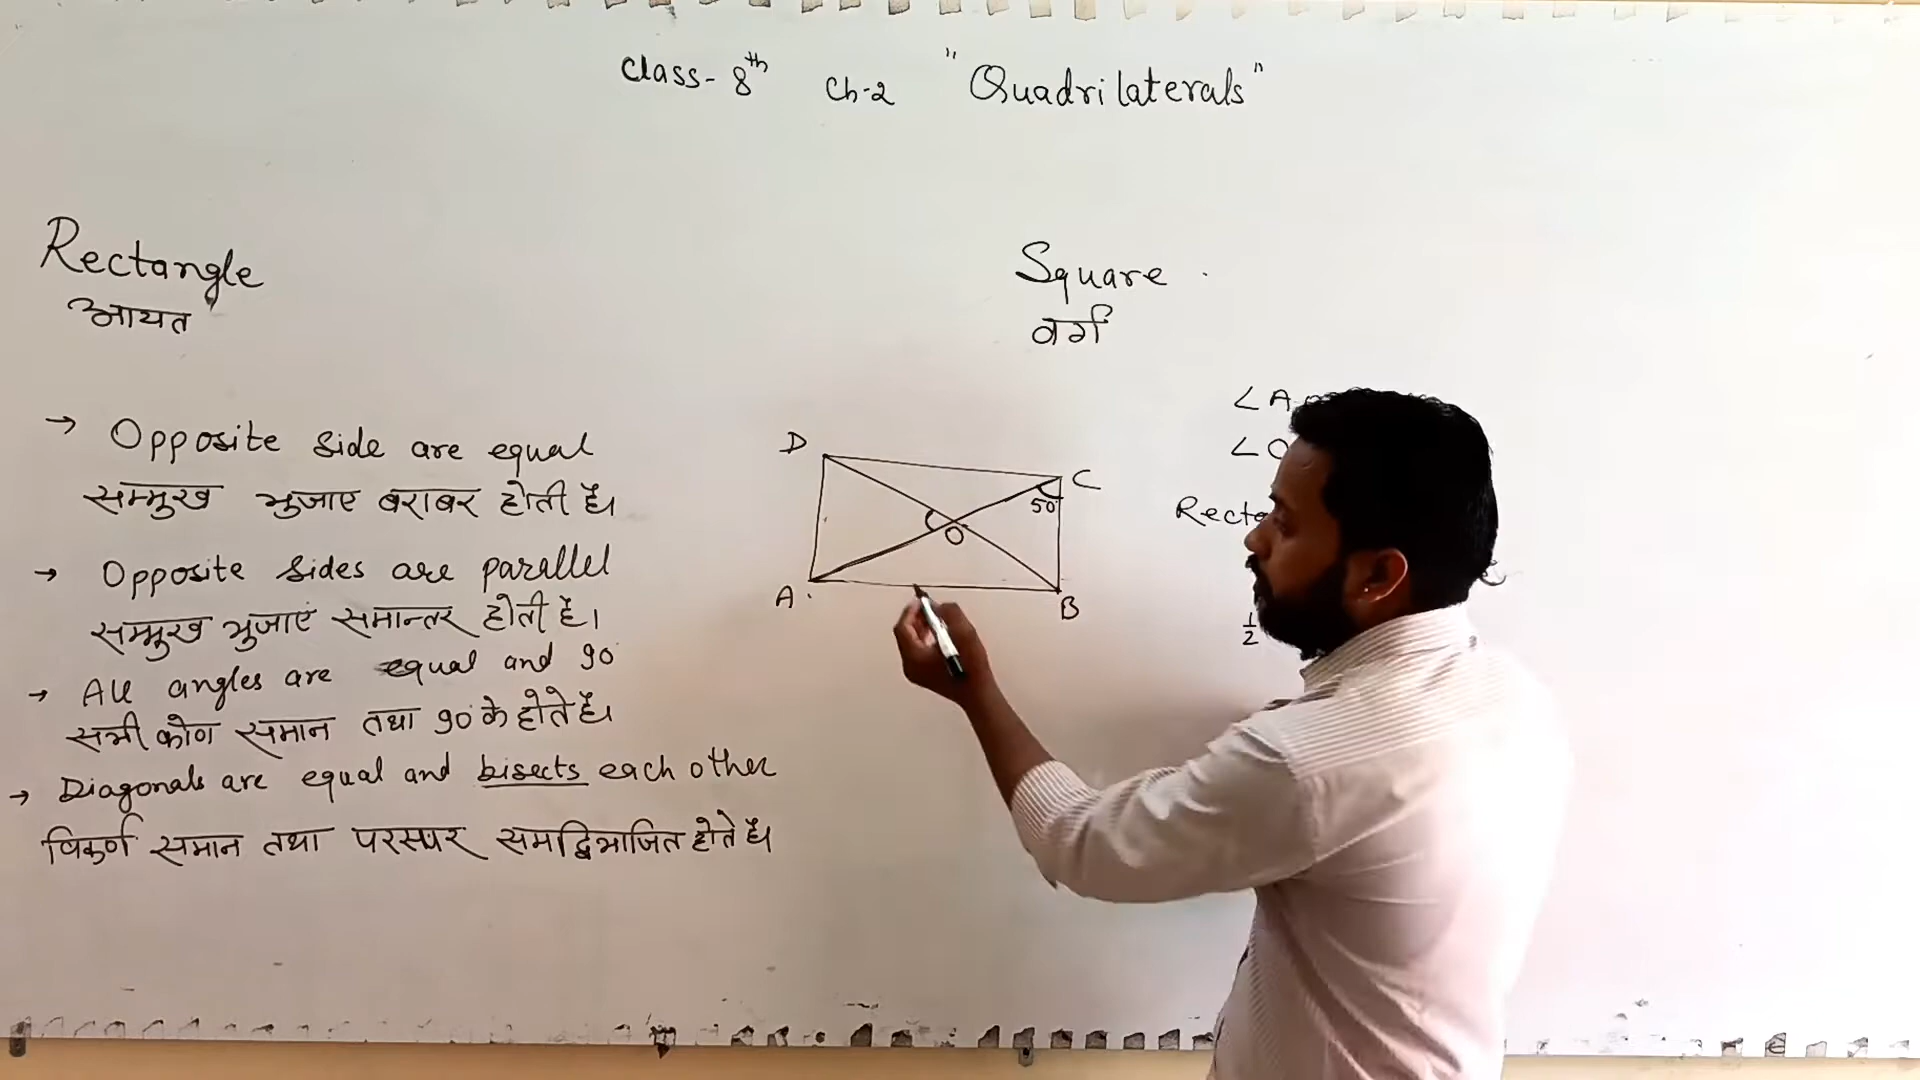 Class- 8th Ch-2 "Quadrilaterals"
Rectangle
आयत
Square
वर्ग
→ Opposite side are equal
सम्मुख भुजाए बराबर होती हैं।
→ Opposite sides are parallel
सम्मुख भुजाएं समान्तर होती हैं।
→ All angles are equal and 90°
सभी कोण समान तथा 90° के होते हैं।
→ Diagonals are equal and bisects each other
विकर्ण समान तथा परस्पर समद्विभाजित होते हैं।
D
C
50°
O
A
B
∠A
∠
1/2